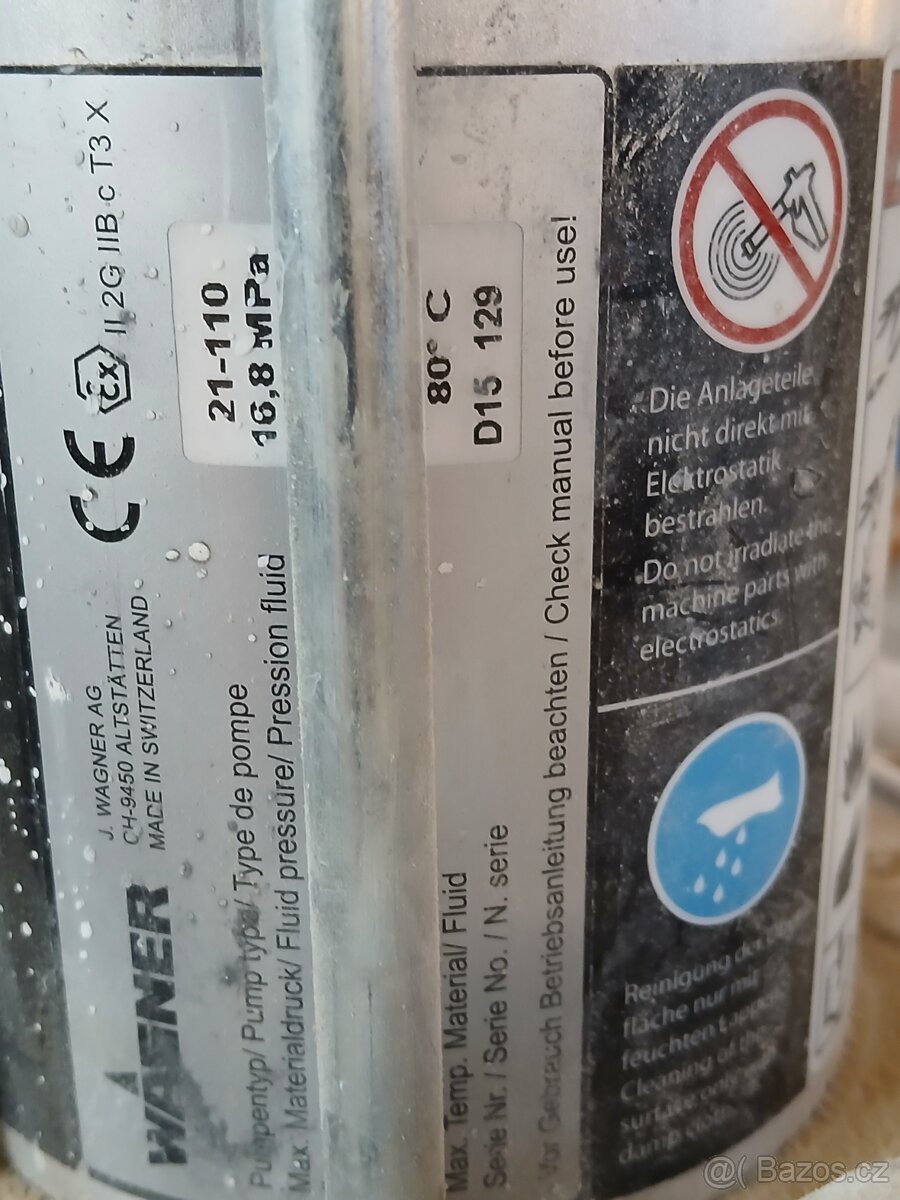 WAGNER
J. WAGNER AG
CH-9450 ALTSTÄTTEN
MADE IN SWITZERLAND
CE Ex II 2G IIB c T3 X
Pumpentyp/ Pump type/ Type de pompe 21-110
Max. Materialdruck/ Fluid pressure/ Pression fluid 16,8 MPa
Max. Temp. Material/ Fluid 80° C
Serie Nr. / Serie No. / N. serie D15 129
Vor Gebrauch Betriebsanleitung beachten / Check manual before use!
Reinigung der
fläche nur mit
feuchten Lappen
Cleaning of the
surface only with
damp cloth
Die Anlageteile
nicht direkt mit
Elektrostatik
bestrahlen.
Do not irradiate the
machine parts with
electrostatics.
@( Bazos.cz